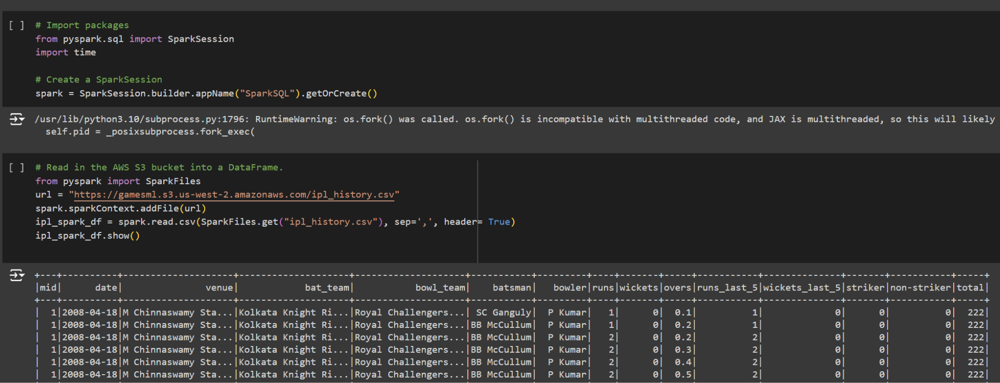 [ ] # Import packages
from pyspark.sql import SparkSession
import time
# Create a SparkSession
spark = SparkSession.builder.appName("SparkSQL").getOrCreate()
/usr/lib/python3.10/subprocess.py:1796: RuntimeWarning: os.fork() was called. os.fork() is incompatible with multithreaded code, and JAX is multithreaded, so this will likely
  self.pid = _posixsubprocess.fork_exec(
[ ] # Read in the AWS S3 bucket into a DataFrame.
from pyspark import SparkFiles
url = "https://gamesml.s3.us-west-2.amazonaws.com/ipl_history.csv"
spark.sparkContext.addFile(url)
ipl_spark_df = spark.read.csv(SparkFiles.get("ipl_history.csv"), sep=',', header= True)
ipl_spark_df.show()
+---+----------+--------------------+--------------------+--------------------+-----------+---------+----+-------+-----+-----------+--------------+-------+-----------+-----+
|mid|      date|               venue|            bat_team|           bowl_team|    batsman|   bowler|runs|wickets|overs|runs_last_5|wickets_last_5|striker|non-striker|total|
+---+----------+--------------------+--------------------+--------------------+-----------+---------+----+-------+-----+-----------+--------------+-------+-----------+-----+
|  1|2008-04-18|M Chinnaswamy Sta...|Kolkata Knight Ri...|Royal Challengers...| SC Ganguly|  P Kumar|   1|      0|  0.1|          1|             0|      0|          0|  222|
|  1|2008-04-18|M Chinnaswamy Sta...|Kolkata Knight Ri...|Royal Challengers...|BB McCullum|  P Kumar|   1|      0|  0.2|          1|             0|      0|          0|  222|
|  1|2008-04-18|M Chinnaswamy Sta...|Kolkata Knight Ri...|Royal Challengers...|BB McCullum|  P Kumar|   2|      0|  0.2|          2|             0|      0|          0|  222|
|  1|2008-04-18|M Chinnaswamy Sta...|Kolkata Knight Ri...|Royal Challengers...|BB McCullum|  P Kumar|   2|      0|  0.3|          2|             0|      0|          0|  222|
|  1|2008-04-18|M Chinnaswamy Sta...|Kolkata Knight Ri...|Royal Challengers...|BB McCullum|  P Kumar|   2|      0|  0.4|          2|             0|      0|          0|  222|
|  1|2008-04-18|M Chinnaswamy Sta...|Kolkata Knight Ri...|Royal Challengers...|BB McCullum|  P Kumar|   2|      0|  0.5|          2|             0|      0|          0|  222|